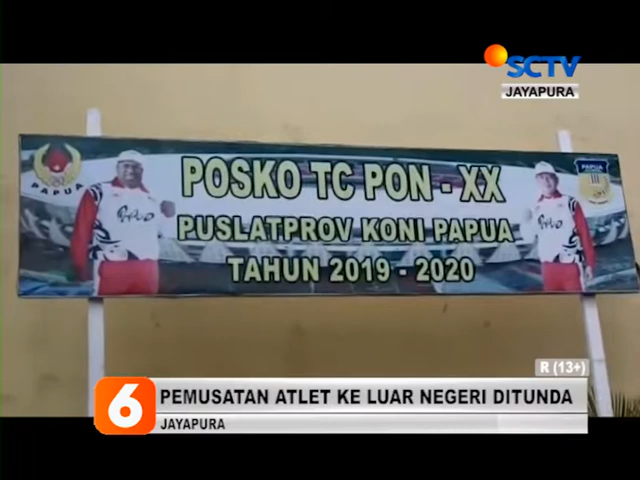 SCTV
JAYAPURA
PAPUA
PAPUA
POSKO TC PON - XX
PUSLATPROV KONI PAPUA
TAHUN 2019 - 2020
R (13+)
6
PEMUSATAN ATLET KE LUAR NEGERI DITUNDA
JAYAPURA